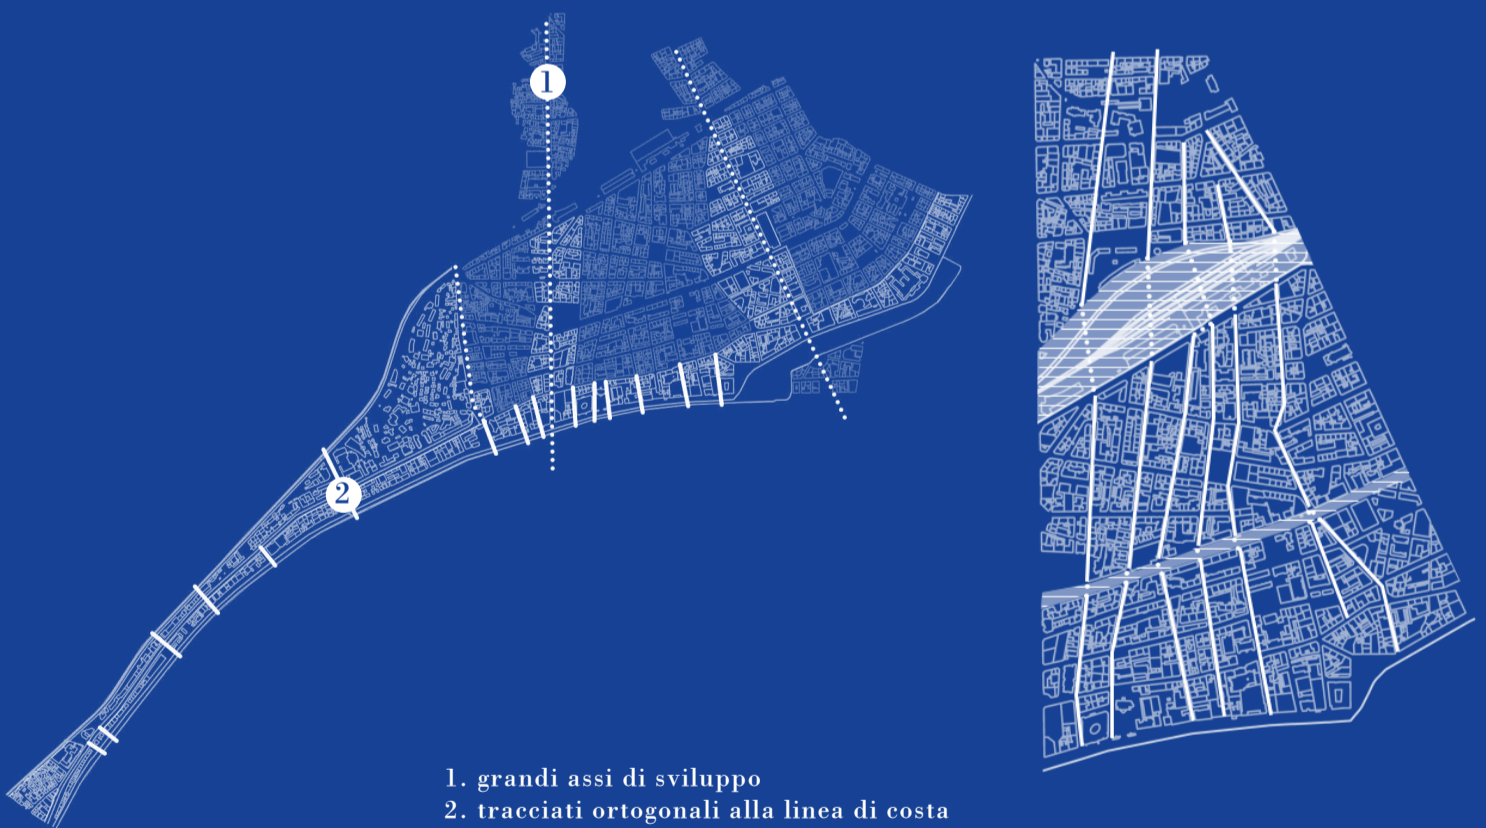 1
2
1. grandi assi di sviluppo
2. tracciati ortogonali alla linea di costa